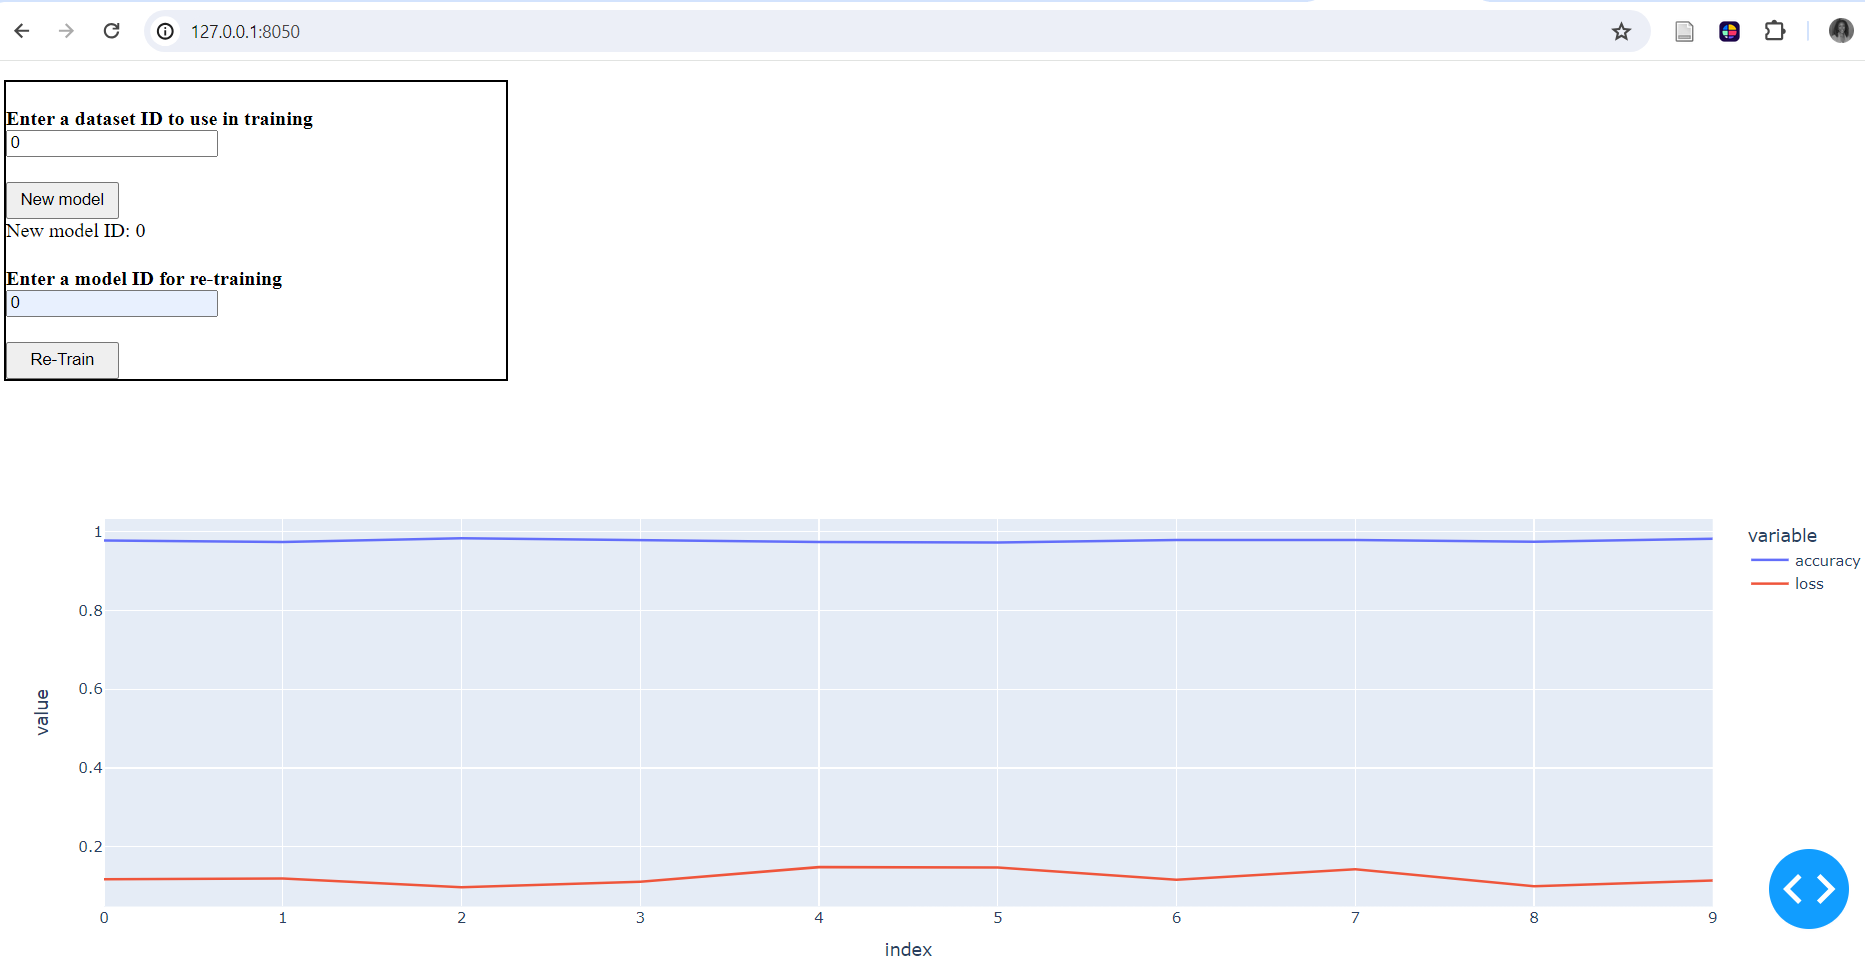 127.0.0.1:8050
Enter a dataset ID to use in training
0
New model
New model ID: 0
Enter a model ID for re-training
0
Re-Train
variable
accuracy
loss
value
1
0.8
0.6
0.4
0.2
0 1 2 3 4 5 6 7 8 9
index